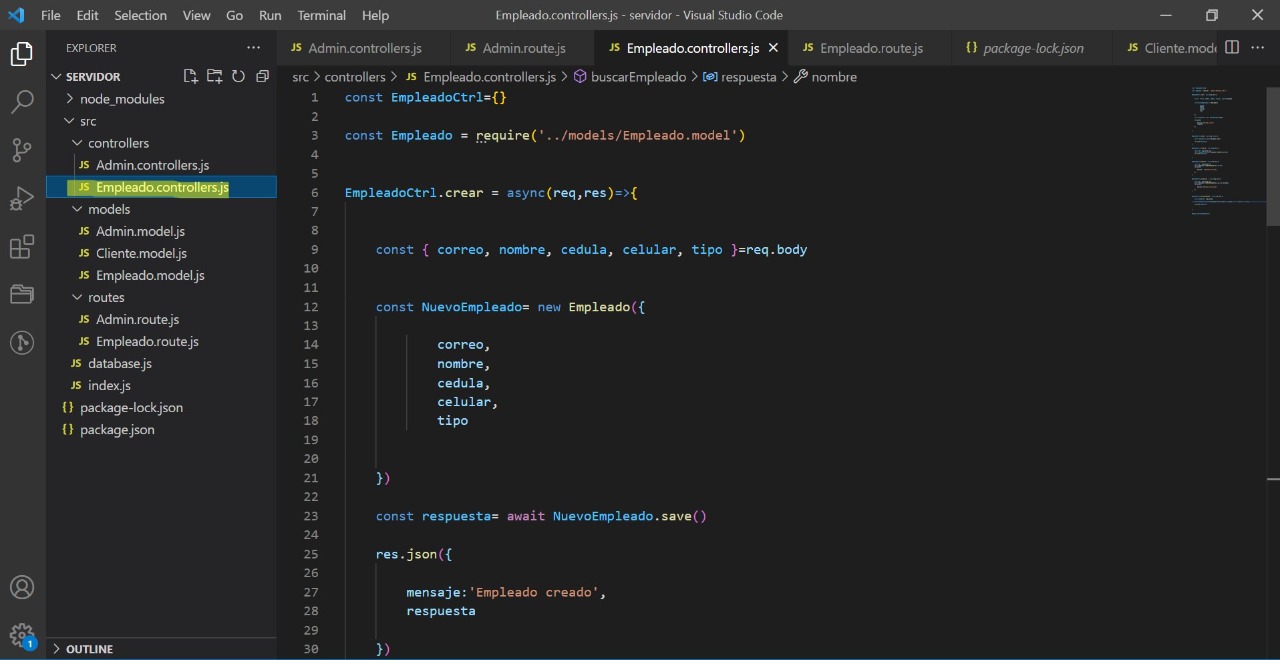 File Edit Selection View Go Run Terminal Help Empleado.controllers.js - servidor - Visual Studio Code
EXPLORER
Admin.controllers.js Admin.route.js Empleado.controllers.js Empleado.route.js package-lock.json Cliente.mode
src > controllers > JS Empleado.controllers.js > buscarEmpleado > respuesta > nombre
SERVIDOR
node_modules
src
controllers
JS Admin.controllers.js
JS Empleado.controllers.js
models
JS Admin.model.js
JS Cliente.model.js
JS Empleado.model.js
routes
JS Admin.route.js
JS Empleado.route.js
JS database.js
JS index.js
{} package-lock.json
{} package.json
OUTLINE
1
1 const EmpleadoCtrl={}
2
3 const Empleado = require('../models/Empleado.model')
4
5
6 EmpleadoCtrl.crear = async(req,res)=>{
7
8
9 const { correo, nombre, cedula, celular, tipo }=req.body
10
11
12 const NuevoEmpleado= new Empleado({
13
14 correo,
15 nombre,
16 cedula,
17 celular,
18 tipo
19
20
21 })
22
23 const respuesta= await NuevoEmpleado.save()
24
25 res.json({
26
27 mensaje:'Empleado creado',
28 respuesta
29
30 })